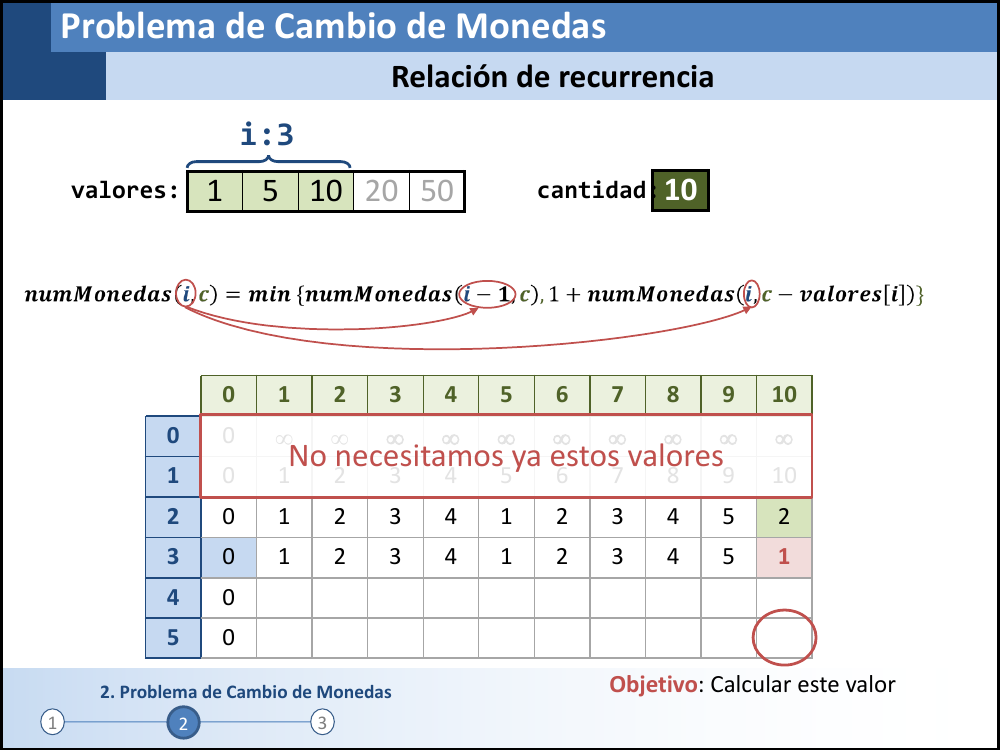 Problema de Cambio de Monedas
Relación de recurrencia
i:3
valores: 1 5 10 20 50 cantidad: 10
numMonedas(i,c) = min {numMonedas(i − 1,c), 1 + numMonedas(i,c − valores[i])}
0 1 2 3 4 5 6 7 8 9 10
0 0 ∞ ∞ ∞ ∞ ∞ ∞ ∞ ∞ ∞ ∞
No necesitamos ya estos valores
1 0 1 2 3 4 5 6 7 8 9 10
2 0 1 2 3 4 1 2 3 4 5 2
3 0 1 2 3 4 1 2 3 4 5 1
4 0
5 0
Objetivo: Calcular este valor
2. Problema de Cambio de Monedas
1 2 3